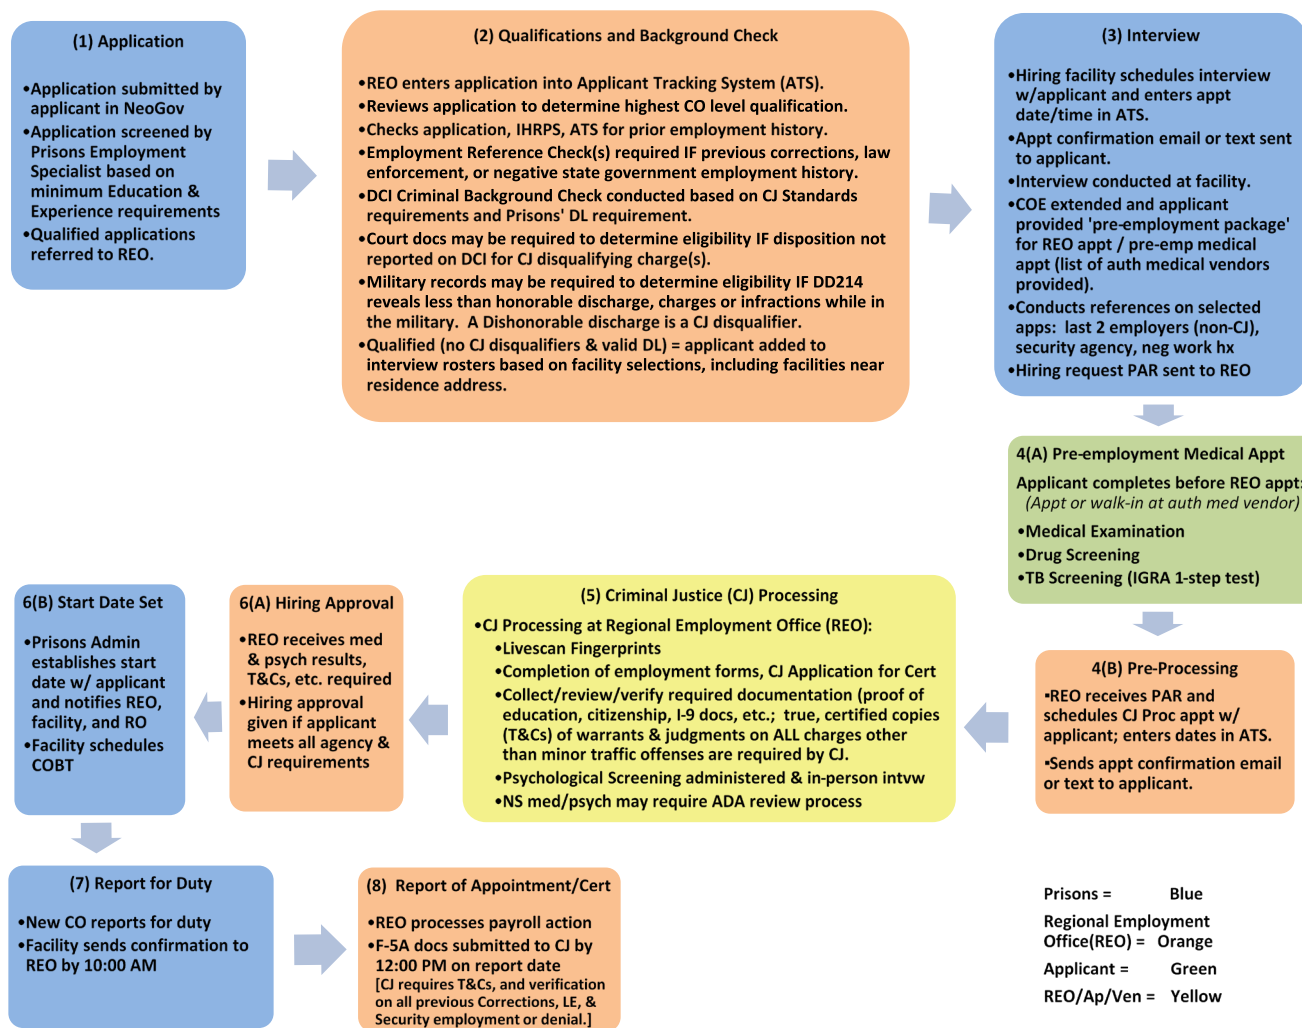 (1) Application
•Application submitted by
applicant in NeoGov
•Application screened by
Prisons Employment
Specialist based on
minimum Education &
Experience requirements
•Qualified applications
referred to REO.
(2) Qualifications and Background Check
•REO enters application into Applicant Tracking System (ATS).
•Reviews application to determine highest CO level qualification.
•Checks application, IHRPS, ATS for prior employment history.
•Employment Reference Check(s) required IF previous corrections, law
enforcement, or negative state government employment history.
•DCI Criminal Background Check conducted based on CJ Standards
requirements and Prisons' DL requirement.
•Court docs may be required to determine eligibility IF disposition not
reported on DCI for CJ disqualifying charge(s).
•Military records may be required to determine eligibility IF DD214
reveals less than honorable discharge, charges or infractions while in
the military.  A Dishonorable discharge is a CJ disqualifier.
•Qualified (no CJ disqualifiers & valid DL) = applicant added to
interview rosters based on facility selections, including facilities near
residence address.
(3) Interview
•Hiring facility schedules interview
w/applicant and enters appt
date/time in ATS.
•Appt confirmation email or text sent
to applicant.
•Interview conducted at facility.
•COE extended and applicant
provided 'pre-employment package'
for REO appt / pre-emp medical
appt (list of auth medical vendors
provided).
•Conducts references on selected
apps:  last 2 employers (non-CJ),
security agency, neg work hx
•Hiring request PAR sent to REO
4(A) Pre-employment Medical Appt
Applicant completes before REO appt:
(Appt or walk-in at auth med vendor)
•Medical Examination
•Drug Screening
•TB Screening (IGRA 1-step test)
4(B) Pre-Processing
▪REO receives PAR and
schedules CJ Proc appt w/
applicant; enters dates in ATS.
▪Sends appt confirmation email
or text to applicant.
(5) Criminal Justice (CJ) Processing
•CJ Processing at Regional Employment Office (REO):
•Livescan Fingerprints
•Completion of employment forms, CJ Application for Cert
•Collect/review/verify required documentation (proof of
education, citizenship, I-9 docs, etc.; true, certified copies
(T&Cs) of warrants & judgments on ALL charges other
than minor traffic offenses are required by CJ.
•Psychological Screening administered & in-person intvw
•NS med/psych may require ADA review process
6(A) Hiring Approval
•REO receives med
& psych results,
T&Cs, etc. required
•Hiring approval
given if applicant
meets all agency &
CJ requirements
6(B) Start Date Set
•Prisons Admin
establishes start
date w/ applicant
and notifies REO,
facility, and RO
•Facility schedules
COBT
(7) Report for Duty
•New CO reports for duty
•Facility sends confirmation to
REO by 10:00 AM
(8)  Report of Appointment/Cert
•REO processes payroll action
•F-5A docs submitted to CJ by
12:00 PM on report date
[CJ requires T&Cs, and verification
on all previous Corrections, LE, &
Security employment or denial.]
Prisons = Blue
Regional Employment
Office(REO) = Orange
Applicant = Green
REO/Ap/Ven = Yellow